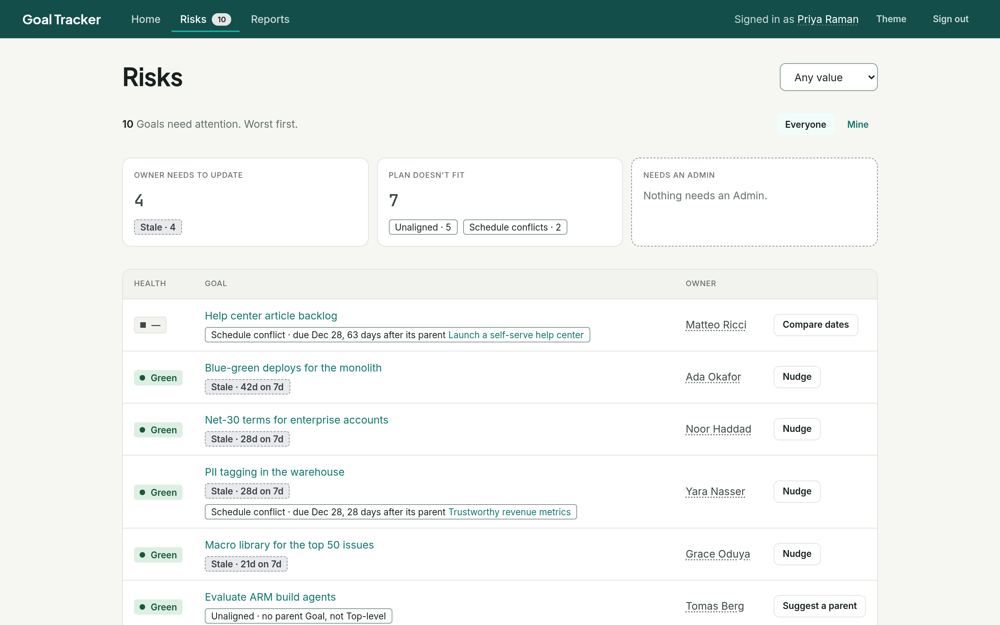 Goal Tracker Home Risks 10 Reports Signed in as Priya Raman Theme Sign out
Risks Any value
10 Goals need attention. Worst first. Everyone Mine
OWNER NEEDS TO UPDATE
4
Stale · 4
PLAN DOESN'T FIT
7
Unaligned · 5 Schedule conflicts · 2
NEEDS AN ADMIN
Nothing needs an Admin.
HEALTH GOAL OWNER
Help center article backlog
— Matteo Ricci Compare dates
Schedule conflict · due Dec 28, 63 days after its parent Launch a self-serve help center
Blue-green deploys for the monolith
Green Ada Okafor Nudge
Stale · 42d on 7d
Net-30 terms for enterprise accounts
Green Noor Haddad Nudge
Stale · 28d on 7d
PII tagging in the warehouse
Green Stale · 28d on 7d Yara Nasser Nudge
Schedule conflict · due Dec 28, 28 days after its parent Trustworthy revenue metrics
Macro library for the top 50 issues
Green Grace Oduya Nudge
Stale · 21d on 7d
Evaluate ARM build agents
Green Tomas Berg Suggest a parent
Unaligned · no parent Goal, not Top-level